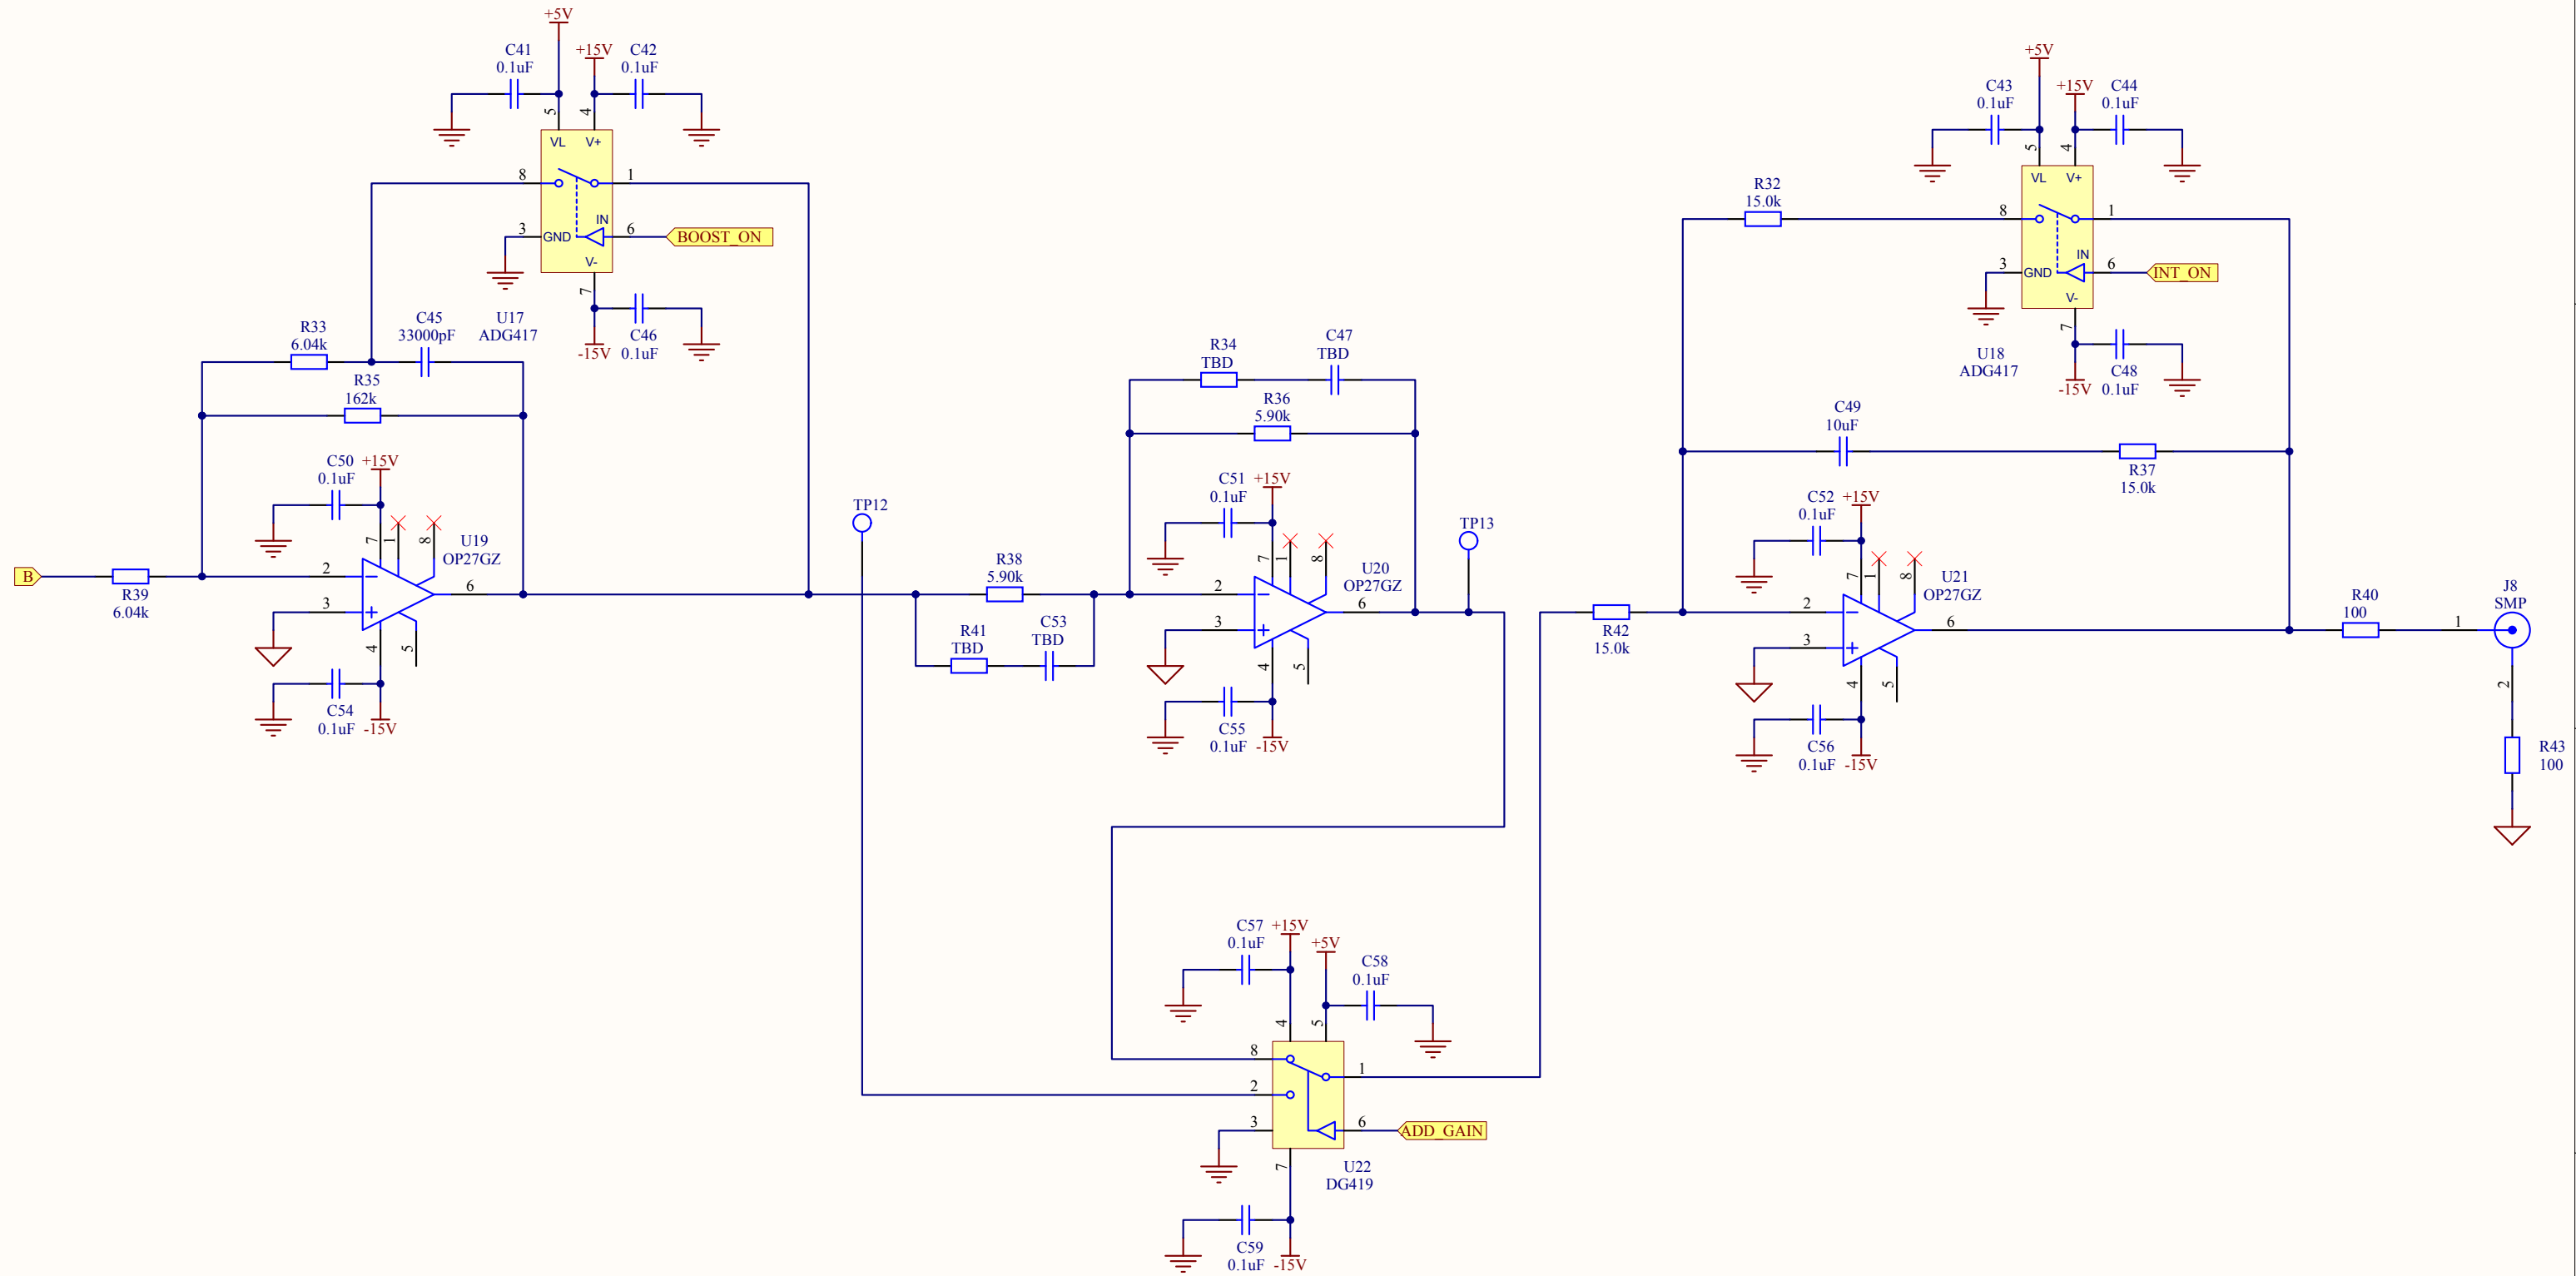 +5V
C41
0.1uF
+15V
C42
0.1uF
5
4
VL
V+
8
1
IN
3
GND
6
BOOST_ON
V-
7
C46
0.1uF
-15V
U17
ADG417
R33
6.04k
C45
33000pF
R35
162k
C50
0.1uF
+15V
7
1
8
U19
OP27GZ
B
R39
6.04k
2
3
6
4
5
C54
0.1uF
-15V
TP12
R38
5.90k
R41
TBD
C53
TBD
R34
TBD
C47
TBD
R36
5.90k
C51
0.1uF
+15V
7
1
8
U20
OP27GZ
2
3
6
4
5
C55
0.1uF
-15V
TP13
+5V
C43
0.1uF
+15V
C44
0.1uF
5
4
VL
V+
R32
15.0k
8
1
IN
3
GND
6
INT_ON
V-
7
U18
ADG417
C48
0.1uF
-15V
C49
10uF
R37
15.0k
C52
0.1uF
+15V
7
1
8
U21
OP27GZ
R42
15.0k
2
3
6
4
5
C56
0.1uF
-15V
R40
100
1
J8
SMP
2
R43
100
C57
0.1uF
+15V
+5V
C58
0.1uF
4
5
8
1
2
3
6
ADD_GAIN
7
U22
DG419
C59
0.1uF
-15V